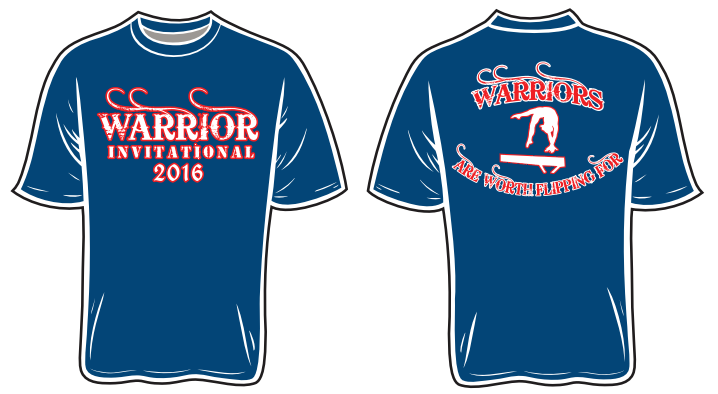 WARRIOR
INVITATIONAL
2016
WARRIORS
ARE WORTH FLIPPING FOR